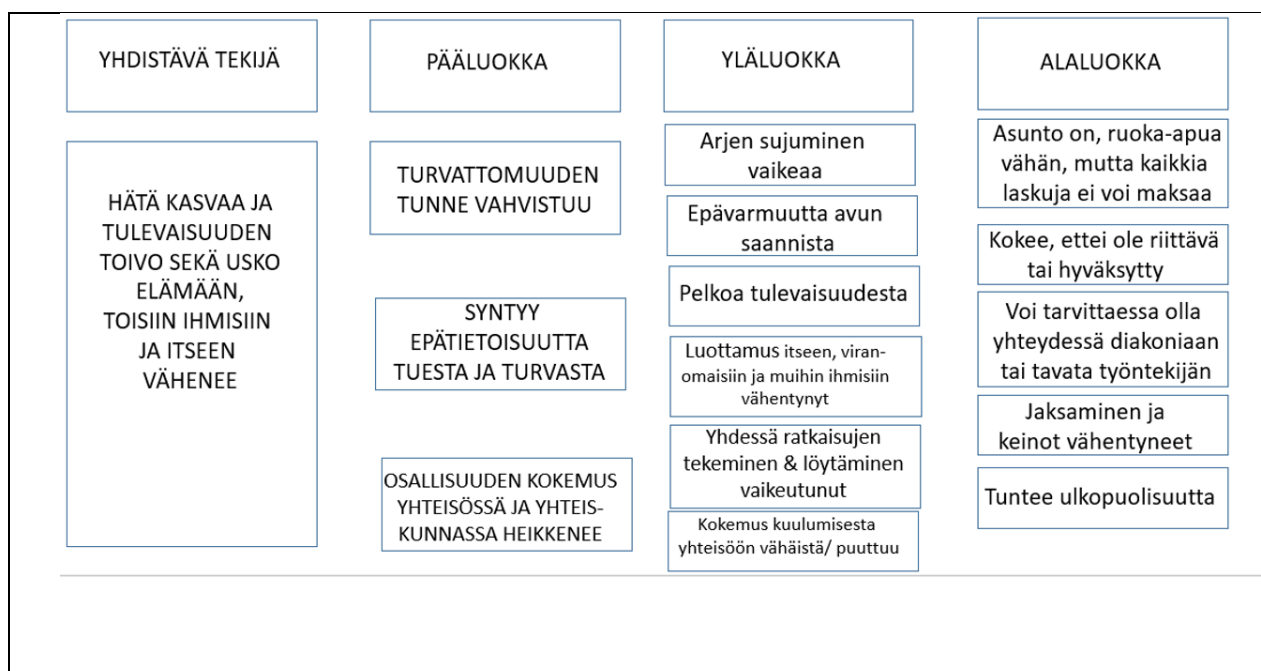 YHDISTÄVÄ TEKIJÄ
PÄÄLUOKKA
YLÄLUOKKA
ALALUOKKA
HÄTÄ KASVAA JA
TULEVAISUUDEN
TOIVO SEKÄ USKO
ELÄMÄÄN,
TOISIIN IHMISIIN
JA ITSEEN
VÄHENEE
TURVATTOMUUDEN
TUNNE VAHVISTUU
SYNTYY
EPÄTIETOISUUTTA
TUESTA JA TURVASTA
OSALLISUUDEN KOKEMUS
YHTEISÖSSÄ JA YHTEIS-
KUNNASSA HEIKKENEE
Arjen sujuminen
vaikeaa
Epävarmuutta avun
saannista
Pelkoa tulevaisuudesta
Luottamus itseen, viran-
omaisiin ja muihin ihmisiin
vähentynyt
Yhdessä ratkaisujen
tekeminen & löytäminen
vaikeutunut
Kokemus kuulumisesta
yhteisöön vähäistä/ puuttuu
Asunto on, ruoka-apua
vähän, mutta kaikkia
laskuja ei voi maksaa
Kokee, ettei ole riittävä
tai hyväksytty
Voi tarvittaessa olla
yhteydessä diakoniaan
tai tavata työntekijän
Jaksaminen ja
keinot vähentyneet
Tuntee ulkopuolisuutta